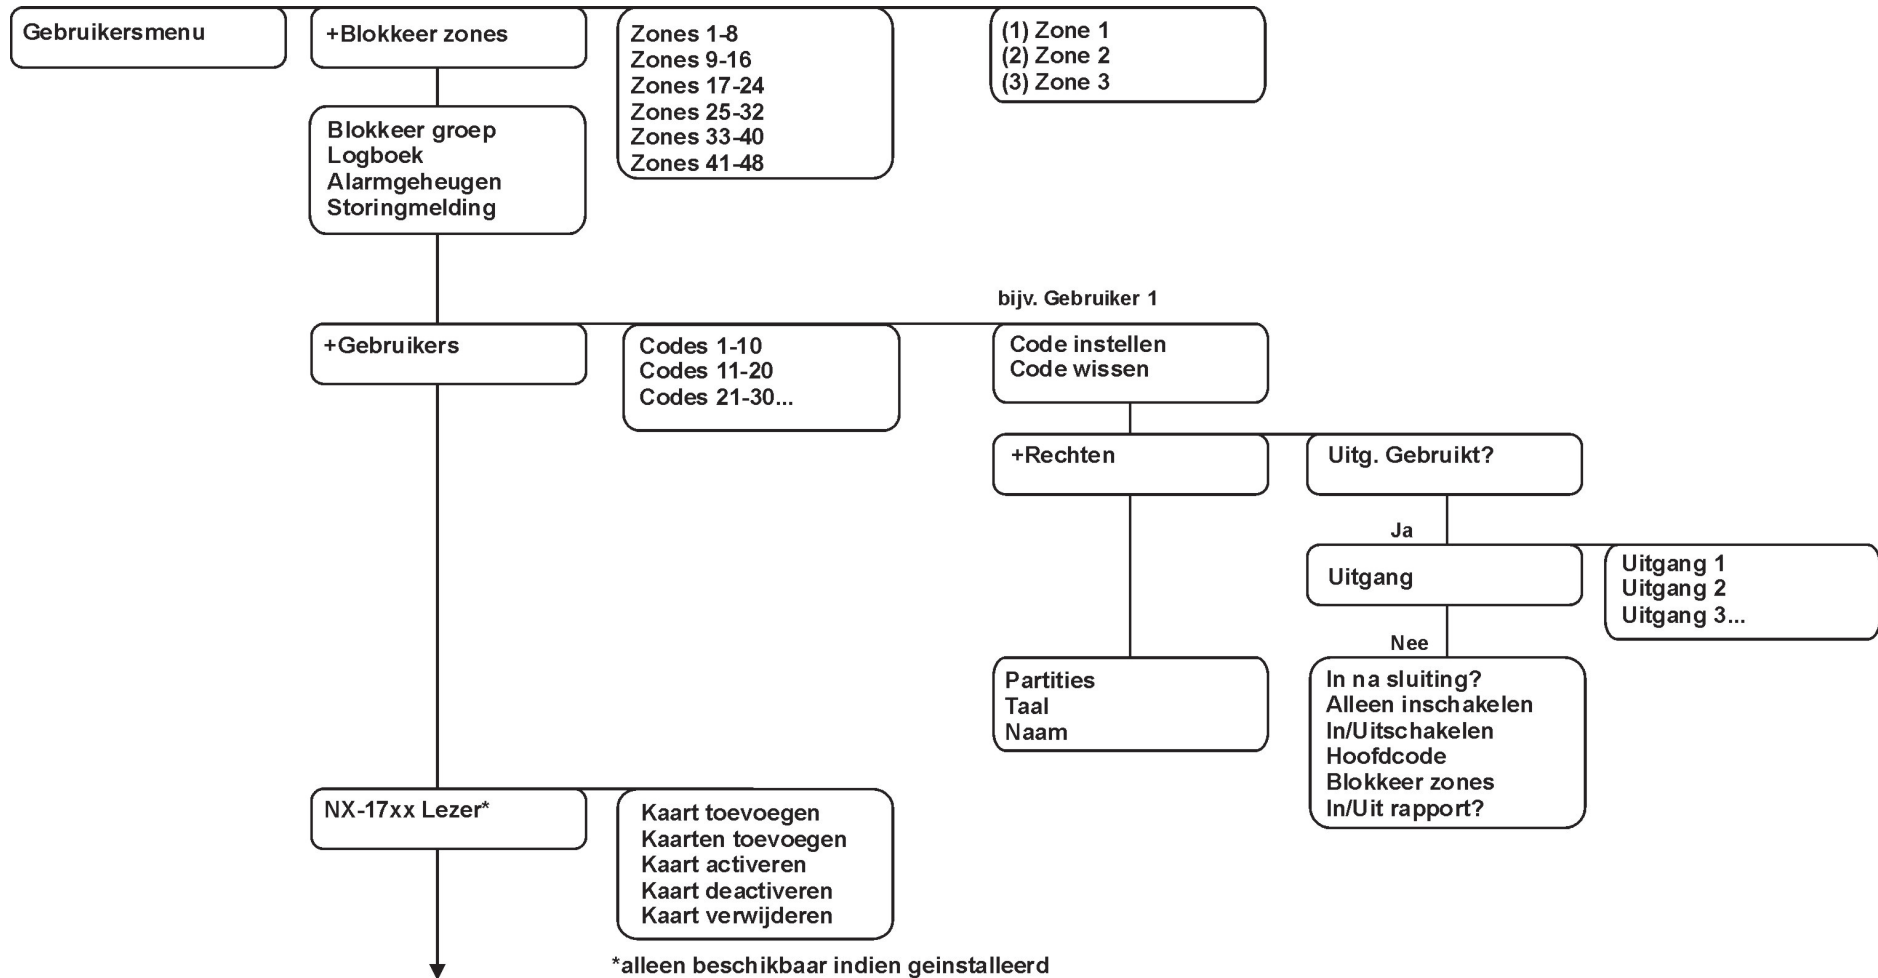 Gebruikersmenu
+Blokkeer zones
Zones 1-8
Zones 9-16
Zones 17-24
Zones 25-32
Zones 33-40
Zones 41-48
(1) Zone 1
(2) Zone 2
(3) Zone 3
Blokkeer groep
Logboek
Alarmgeheugen
Storingmelding
bijv. Gebruiker 1
+Gebruikers
Codes 1-10
Codes 11-20
Codes 21-30...
Code instellen
Code wissen
+Rechten
Uitg. Gebruikt?
Ja
Uitgang
Uitgang 1
Uitgang 2
Uitgang 3...
Nee
Partities
Taal
Naam
In na sluiting?
Alleen inschakelen
In/Uitschakelen
Hoofdcode
Blokkeer zones
In/Uit rapport?
NX-17xx Lezer*
Kaart toevoegen
Kaarten toevoegen
Kaart activeren
Kaart deactiveren
Kaart verwijderen
*alleen beschikbaar indien geinstalleerd